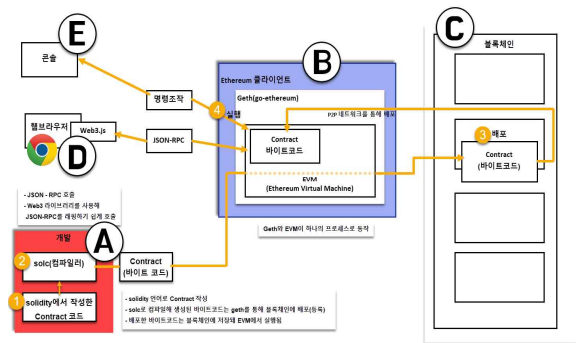 E
콘솔
명령조작
웹브라우저
Web3.js
D
JSON-RPC
- JSON - RPC 호출
- Web3 라이브러리를 사용해
JSON-RPC를 래핑하기 쉽게 호출
B
Ethereum 클라이언트
Geth(go-ethereum)
4
실행
P2P 네트워크를 통해 배포
Contract
바이트코드
EVM
(Ethereum Virtual Machine)
Geth와 EVM이 하나의 프로세스로 동작
C
블록체인
3
배포
Contract
(바이트코드)
A
개발
2
solc(컴파일러)
Contract
(바이트 코드)
1
solidity에서 작성한
Contract 코드
- solidity 언어로 Contract 작성
- solc로 컴파일해 생성된 바이트코드는 geth를 통해 블록체인에 배포(등록)
- 배포한 바이트코드는 블록체인에 저장돼 EVM에서 실행됨